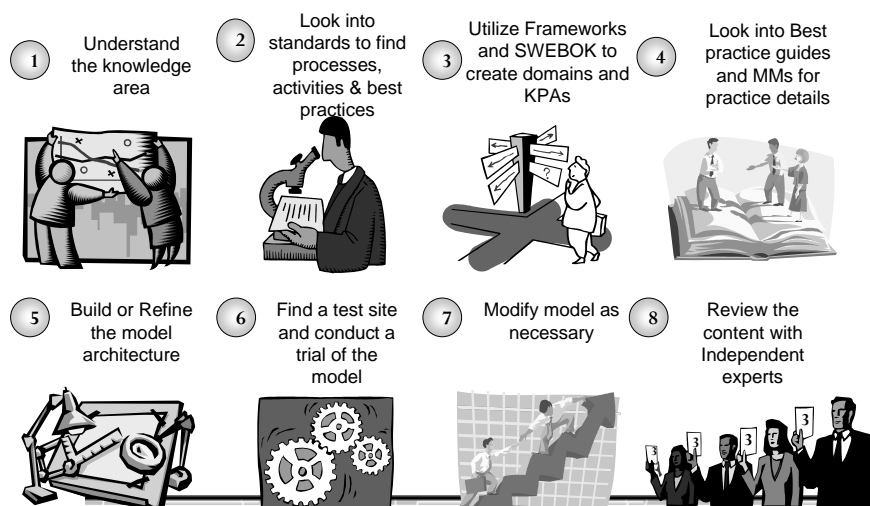 1
Understand
the knowledge
area
2
Look into
standards to find
processes,
activities & best
practices
3
Utilize Frameworks
and SWEBOK to
create domains and
KPAs
4
Look into Best
practice guides
and MMs for
practice details
?
5
Build or Refine
the model
architecture
6
Find a test site
and conduct a
trial of the
model
7
Modify model as
necessary
8
Review the
content with
Independent
experts
3
3
3
3